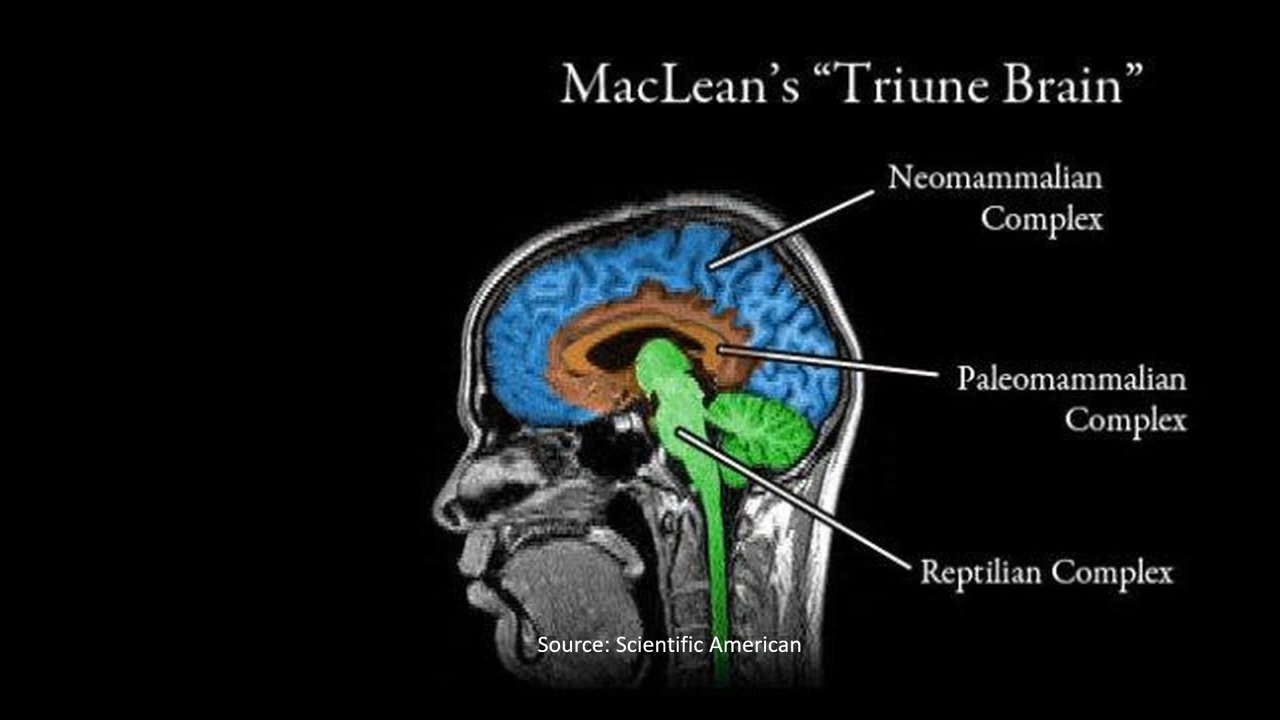 MacLean’s “Triune Brain”
Neomammalian
Complex
Paleomammalian
Complex
Reptilian Complex
Source: Scientific American